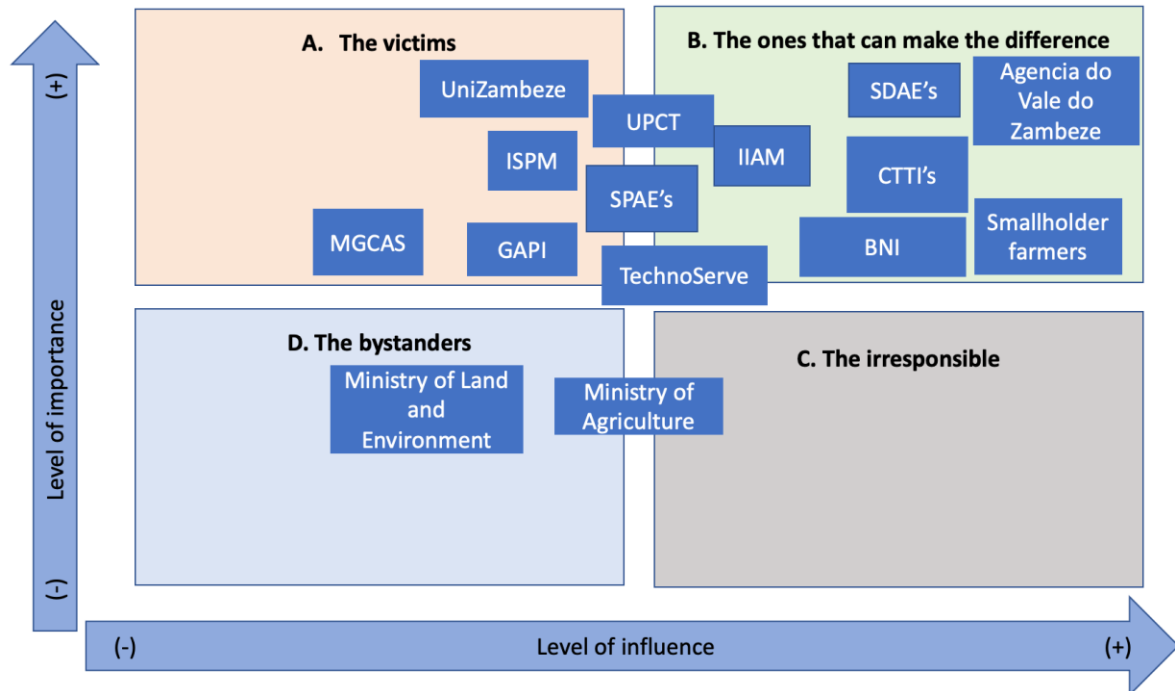 A. The victims
B. The ones that can make the difference
UniZambeze
UPCT
SDAE's
Agencia do
Vale do
Zambeze
ISPM
IIAM
CTTI's
SPAE's
MGCAS
GAPI
BNI
Smallholder
farmers
TechnoServe
D. The bystanders
C. The irresponsible
Ministry of Land
and
Environment
Ministry of
Agriculture
(+)
Level of importance
(-)
(-)
Level of influence
(+)